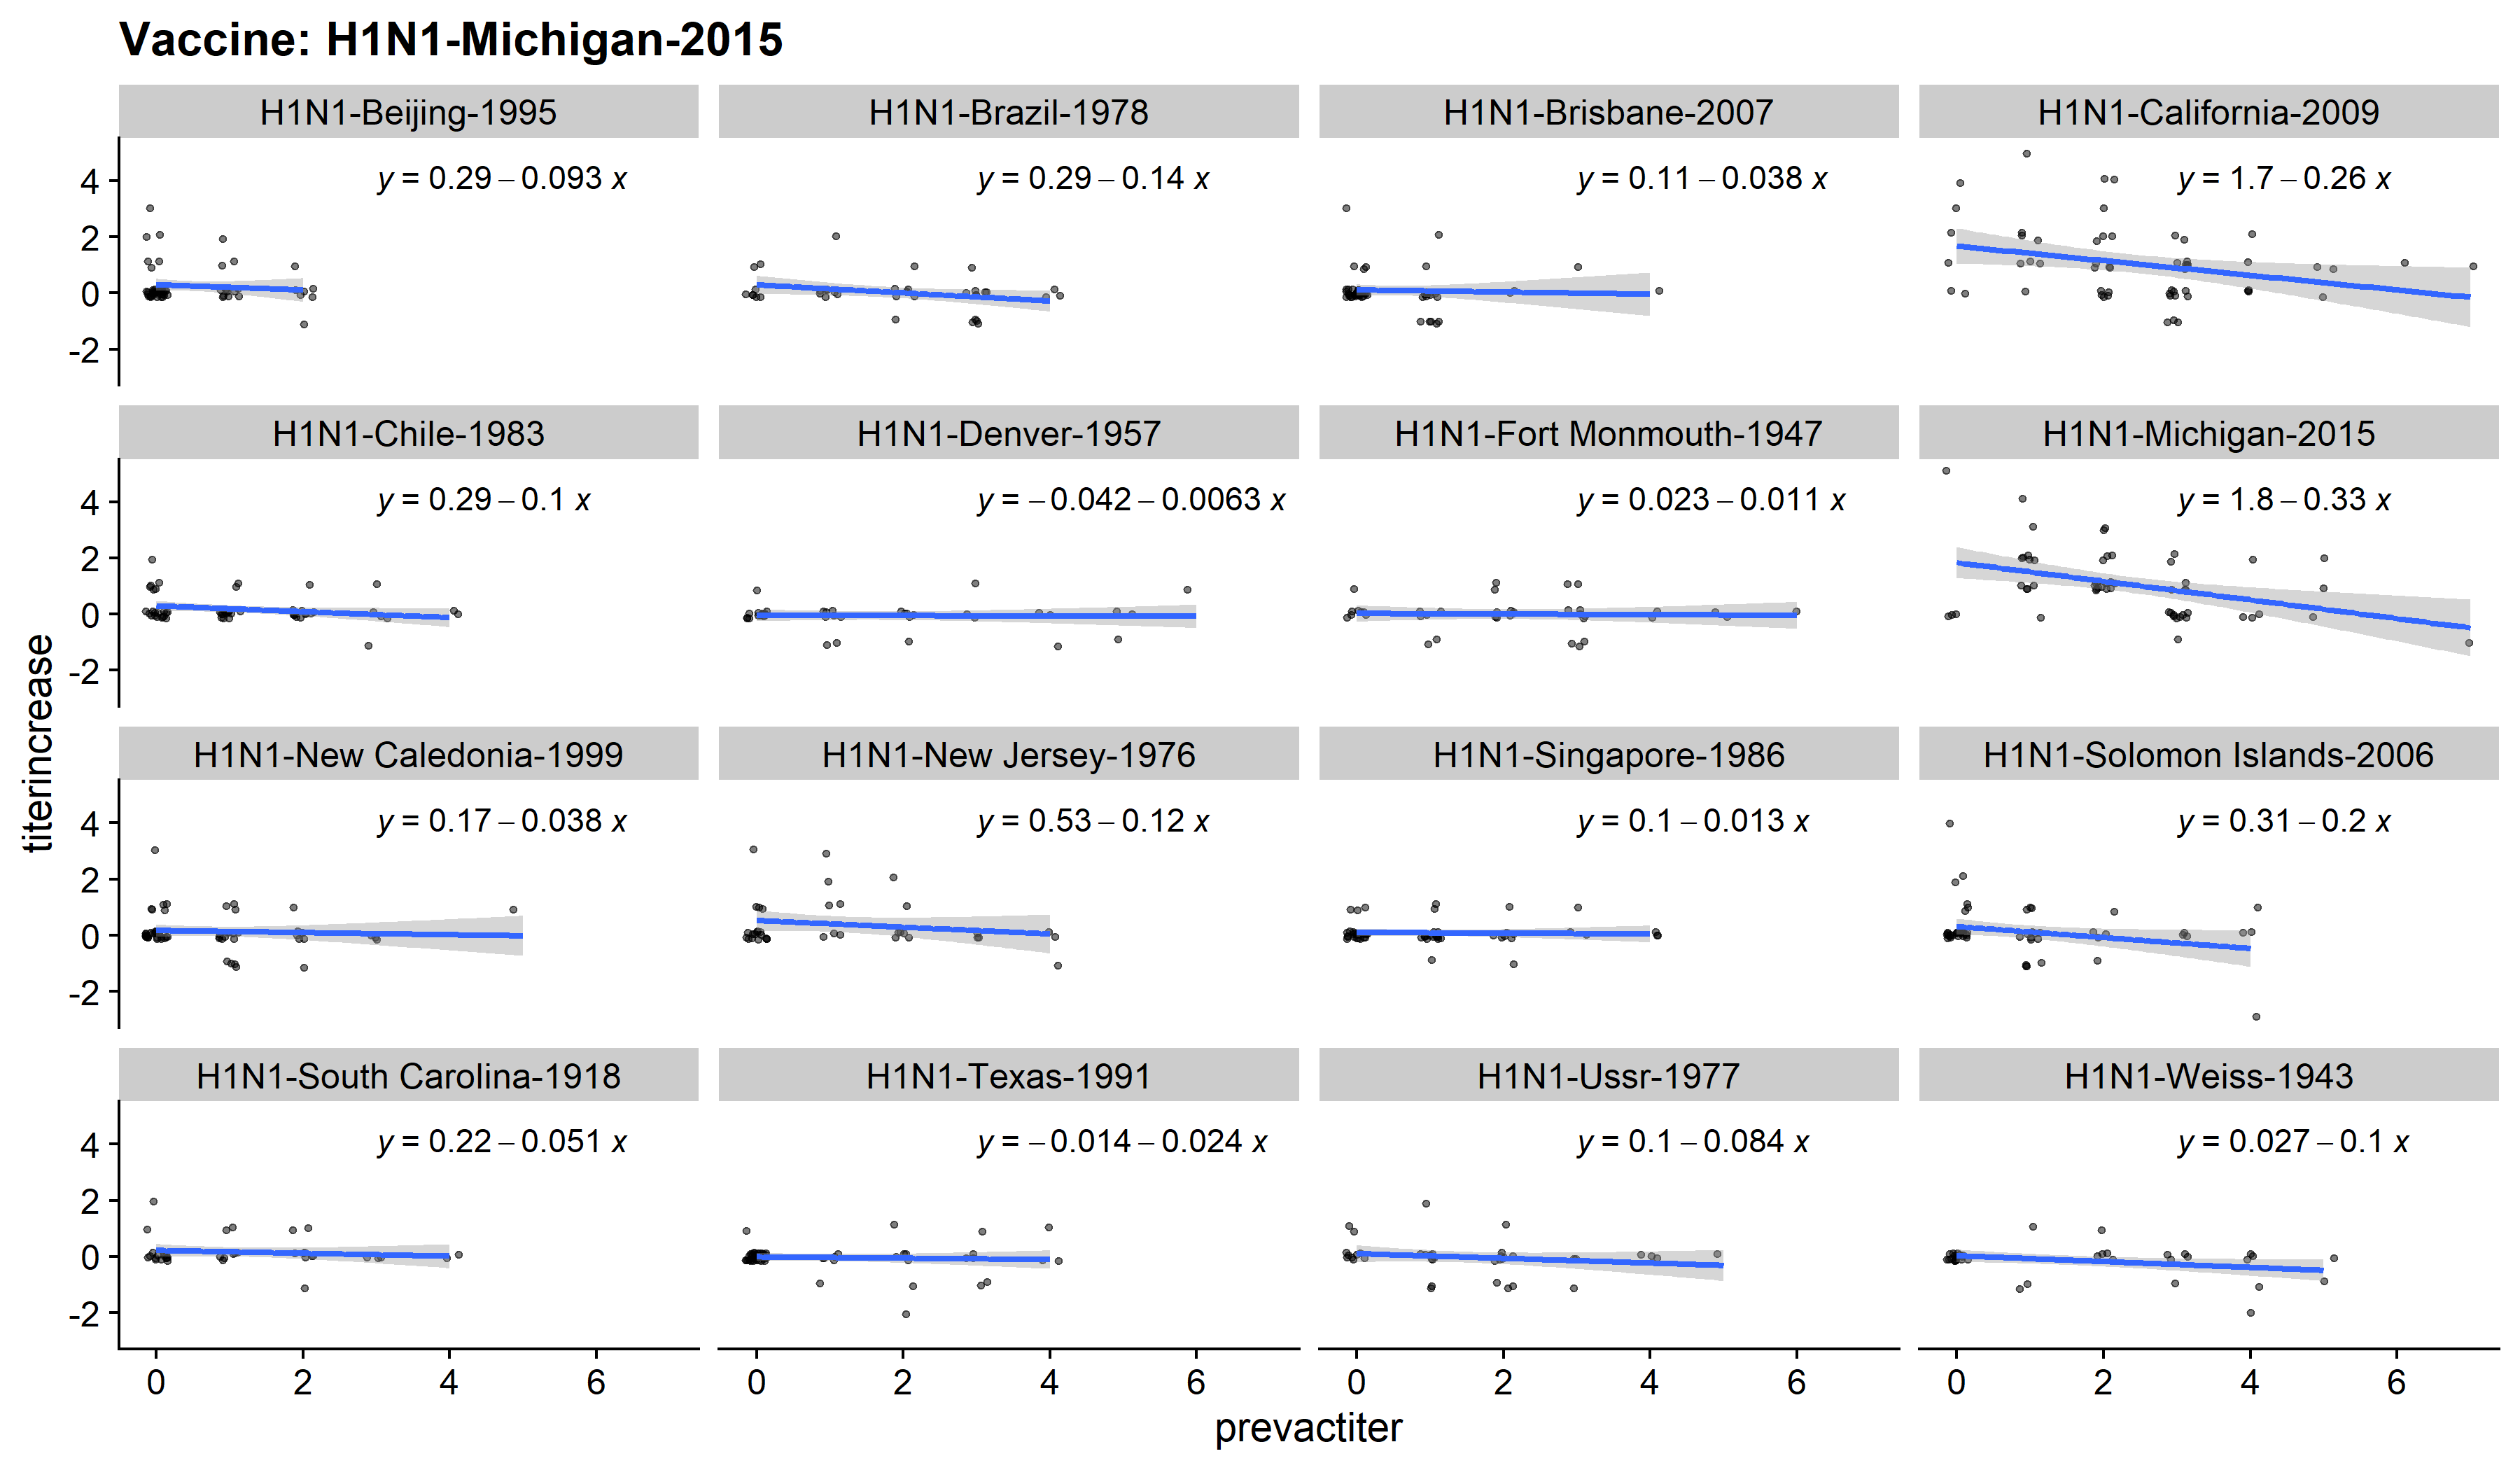 Vaccine: H1N1-Michigan-2015
H1N1-Beijing-1995 H1N1-Brazil-1978 H1N1-Brisbane-2007 H1N1-California-2009
y = 0.29 – 0.093 x y = 0.29 – 0.14 x y = 0.11 – 0.038 x y = 1.7 – 0.26 x
4
2
0
-2
H1N1-Chile-1983 H1N1-Denver-1957 H1N1-Fort Monmouth-1947 H1N1-Michigan-2015
y = 0.29 – 0.1 x y = – 0.042 – 0.0063 x y = 0.023 – 0.011 x y = 1.8 – 0.33 x
4
2
0
-2
titerincrease
H1N1-New Caledonia-1999 H1N1-New Jersey-1976 H1N1-Singapore-1986 H1N1-Solomon Islands-2006
y = 0.17 – 0.038 x y = 0.53 – 0.12 x y = 0.1 – 0.013 x y = 0.31 – 0.2 x
4
2
0
-2
H1N1-South Carolina-1918 H1N1-Texas-1991 H1N1-Ussr-1977 H1N1-Weiss-1943
y = 0.22 – 0.051 x y = – 0.014 – 0.024 x y = 0.1 – 0.084 x y = 0.027 – 0.1 x
4
2
0
-2
0 2 4 6 0 2 4 6 0 2 4 6 0 2 4 6
prevactiter